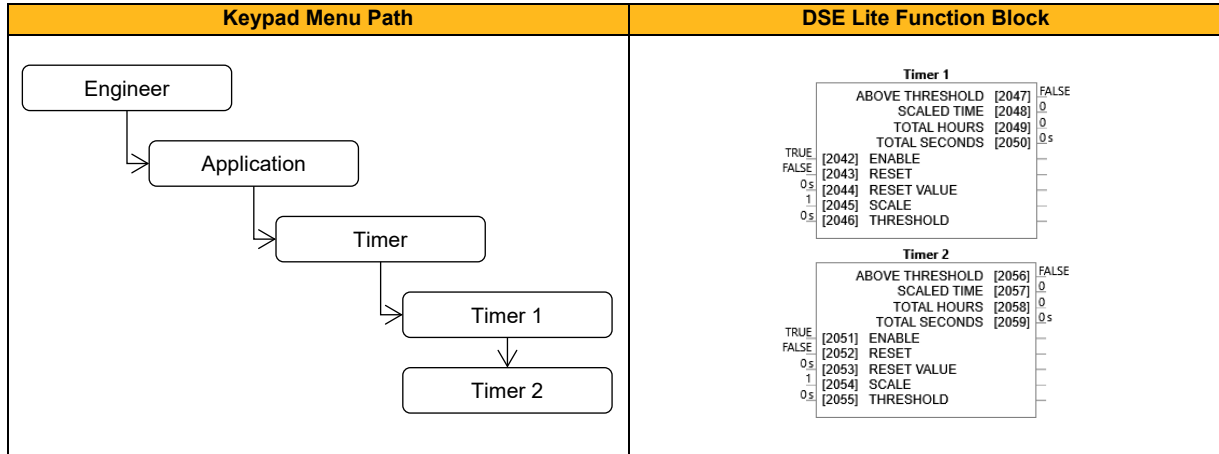 Keypad Menu Path
DSE Lite Function Block
Engineer
Application
Timer
Timer 1
Timer 2
Timer 1
ABOVE THRESHOLD [2047] FALSE
SCALED TIME [2048] 0
TOTAL HOURS [2049] 0
TOTAL SECONDS [2050] 0 s
TRUE [2042] ENABLE
FALSE [2043] RESET
0 s [2044] RESET VALUE
1 [2045] SCALE
0 s [2046] THRESHOLD
Timer 2
ABOVE THRESHOLD [2056] FALSE
SCALED TIME [2057] 0
TOTAL HOURS [2058] 0
TOTAL SECONDS [2059] 0 s
TRUE [2051] ENABLE
FALSE [2052] RESET
0 s [2053] RESET VALUE
1 [2054] SCALE
0 s [2055] THRESHOLD